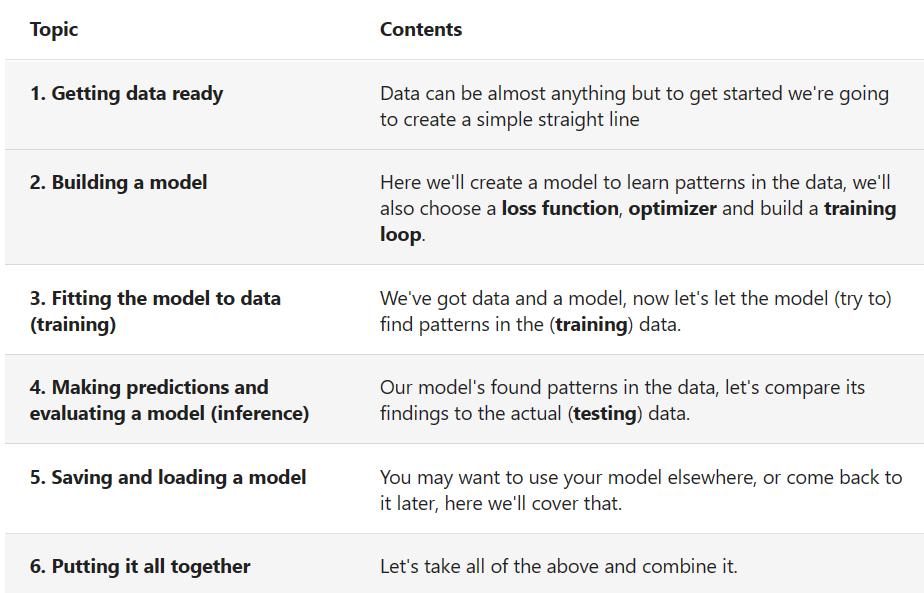 Topic
Contents
1. Getting data ready
Data can be almost anything but to get started we're going
to create a simple straight line
2. Building a model
Here we'll create a model to learn patterns in the data, we'll
also choose a loss function, optimizer and build a training
loop.
3. Fitting the model to data
(training)
We've got data and a model, now let's let the model (try to)
find patterns in the (training) data.
4. Making predictions and
evaluating a model (inference)
Our model's found patterns in the data, let's compare its
findings to the actual (testing) data.
5. Saving and loading a model
You may want to use your model elsewhere, or come back to
it later, here we'll cover that.
6. Putting it all together
Let's take all of the above and combine it.